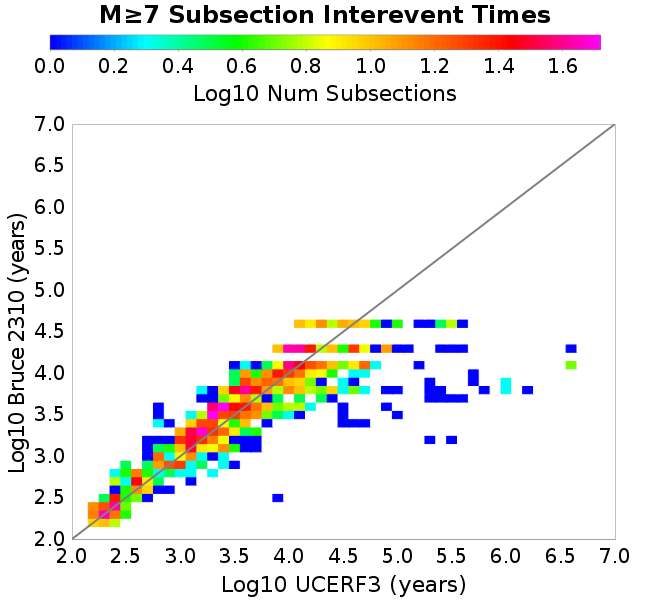 M≥7 Subsection Interevent Times
0.0 0.2 0.4 0.6 0.8 1.0 1.2 1.4 1.6
Log10 Num Subsections
7.0
6.5
6.0
5.5
5.0
4.5
4.0
3.5
3.0
2.5
2.0
Log10 Bruce 2310 (years)
2.0 2.5 3.0 3.5 4.0 4.5 5.0 5.5 6.0 6.5 7.0
Log10 UCERF3 (years)